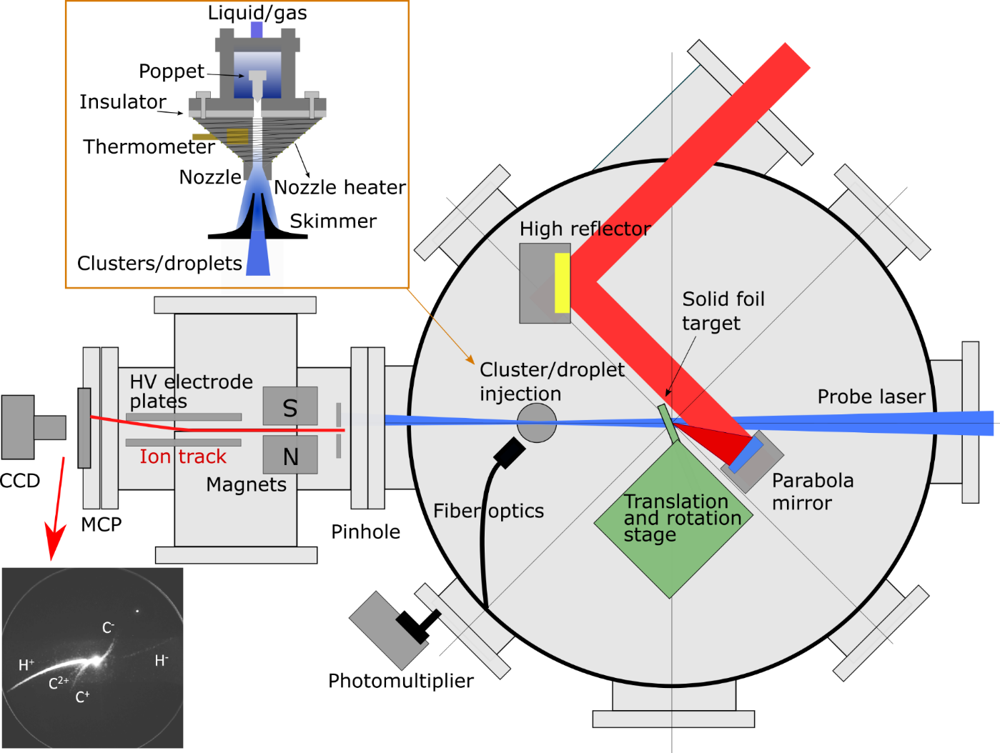 Liquid/gas
Poppet
Insulator
Thermometer
Nozzle
Nozzle heater
Skimmer
Clusters/droplets
High reflector
Solid foil
target
Cluster/droplet
injection
Probe laser
HV electrode
plates
S
N
Ion track
Magnets
CCD
MCP
Pinhole
Fiber optics
Parabola
mirror
Translation
and rotation
stage
Photomultiplier
C-
H+
H-
C2+
C+